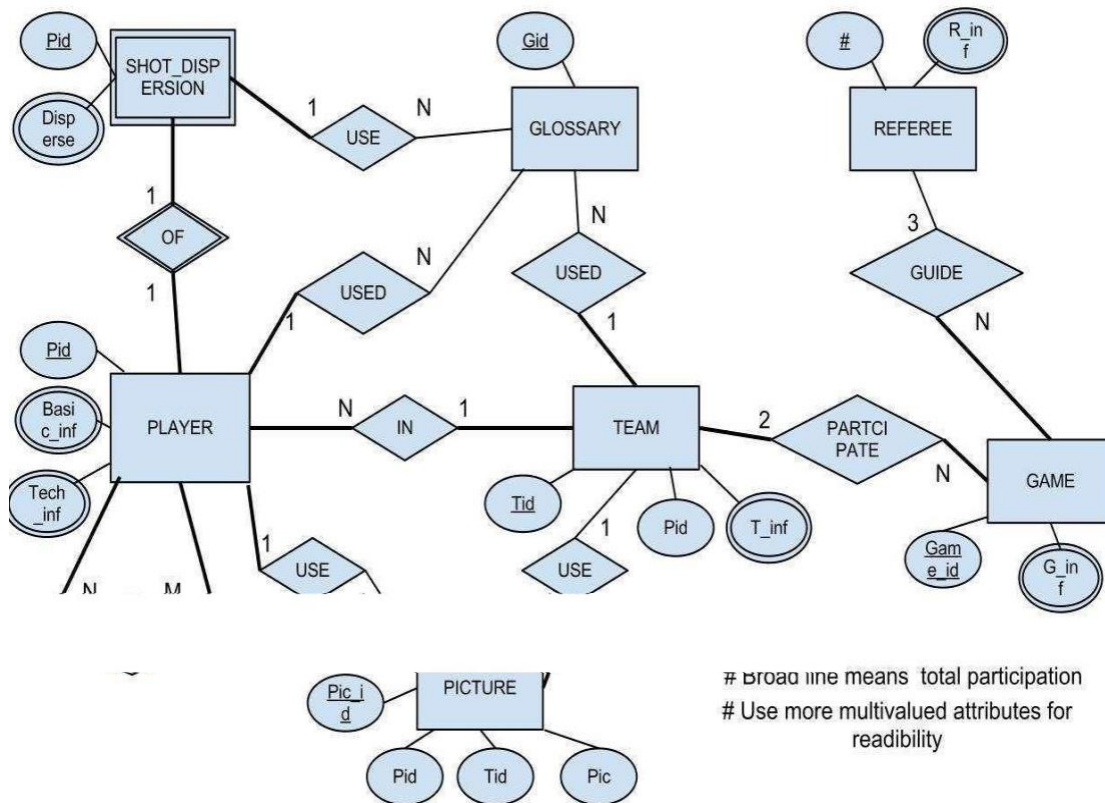 Pid
SHOT_DISP
ERSION
Disp
erse
1
USE
N
Gid
GLOSSARY
#
R_in
f
REFEREE
1
OF
1
N
USED
1
N
USED
1
3
GUIDE
N
Pid
Basi
c_inf
Tech
_inf
PLAYER
N
IN
1
TEAM
2
PARTCI
PATE
N
GAME
Tid
Pid
T_inf
Gam
e_id
G_in
f
1
USE
1
USE
N
M
Pic_i
d
PICTURE
Pid
Tid
Pic
# Broad line means total participation
# Use more multivalued attributes for
readibility